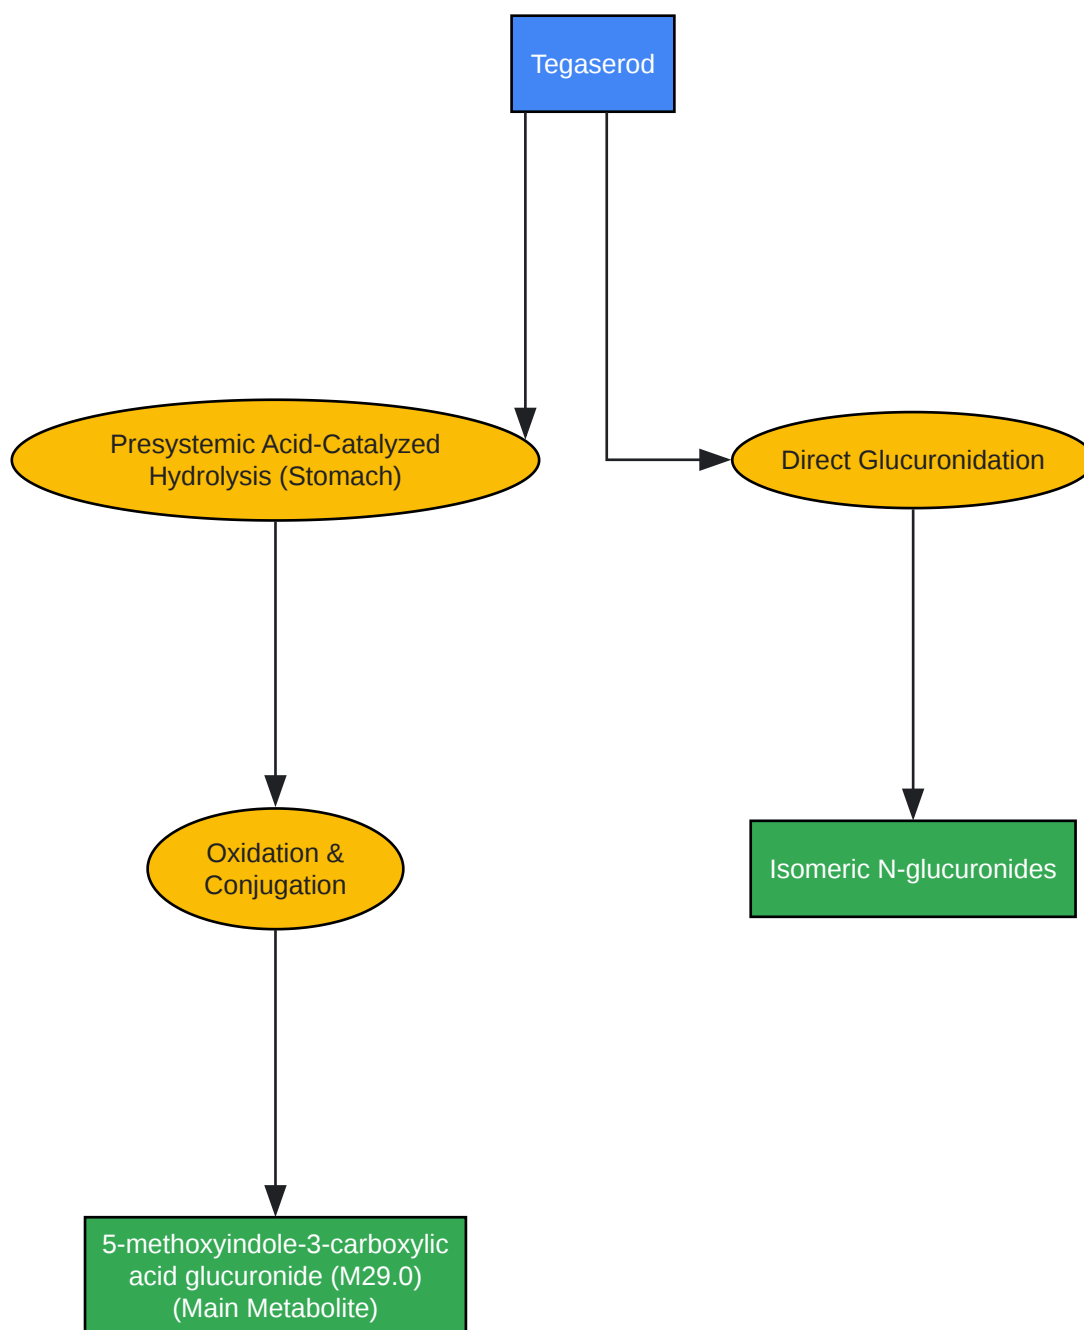 Tegaserod
Presystemic Acid-Catalyzed
Hydrolysis (Stomach)
Direct Glucuronidation
Oxidation &
Conjugation
Isomeric N-glucuronides
5-methoxyindole-3-carboxylic
acid glucuronide (M29.0)
(Main Metabolite)